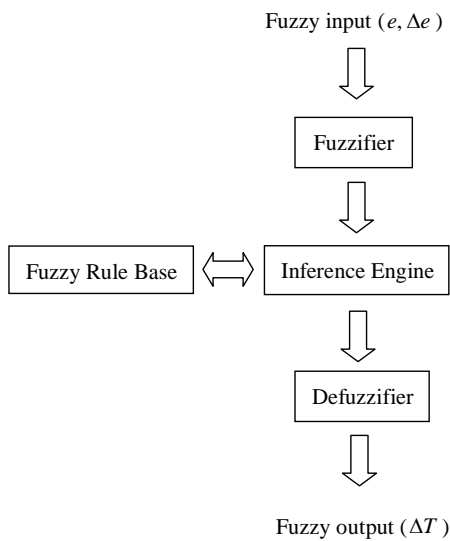 Fuzzy input (e, Δe)
Fuzzifier
Fuzzy Rule Base
Inference Engine
Defuzzifier
Fuzzy output (ΔT)